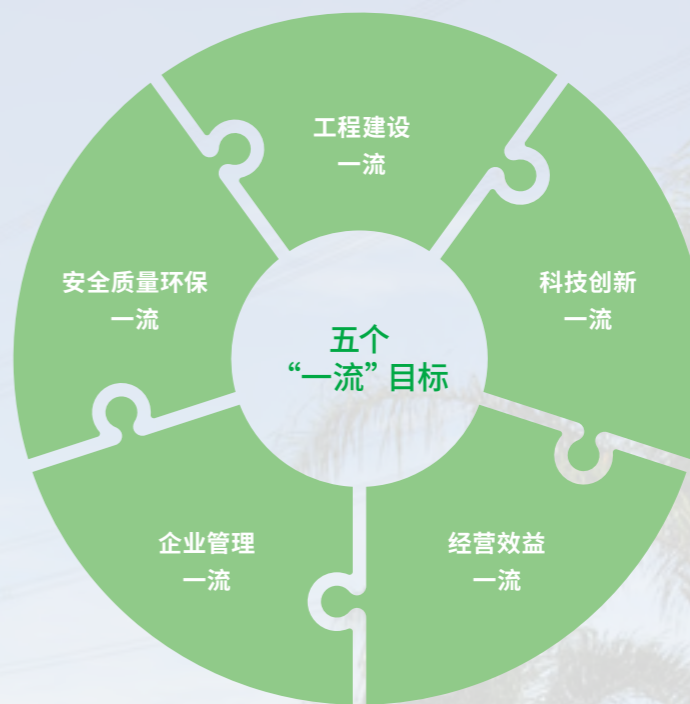 工程建设
一流
科技创新
一流
经营效益
一流
企业管理
一流
安全质量环保
一流
五个
“一流”目标